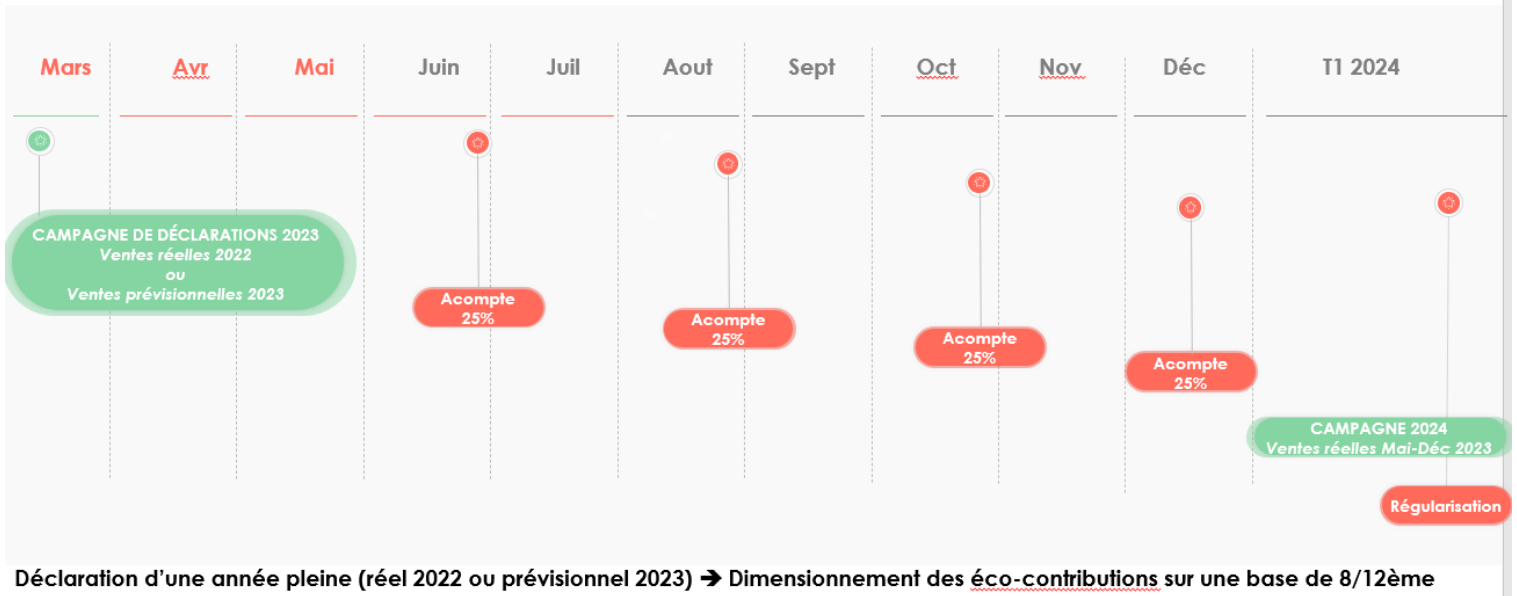 Mars Avr Mai Juin Juil Aout Sept Oct Nov Déc T1 2024
CAMPAGNE DE DÉCLARATIONS 2023
Ventes réelles 2022
ou
Ventes prévisionnelles 2023
Acompte
25%
Acompte
25%
Acompte
25%
Acompte
25%
CAMPAGNE 2024
Ventes réelles Mai-Déc 2023
Régularisation
Déclaration d’une année pleine (réel 2022 ou prévisionnel 2023) ➔ Dimensionnement des éco-contributions sur une base de 8/12ème